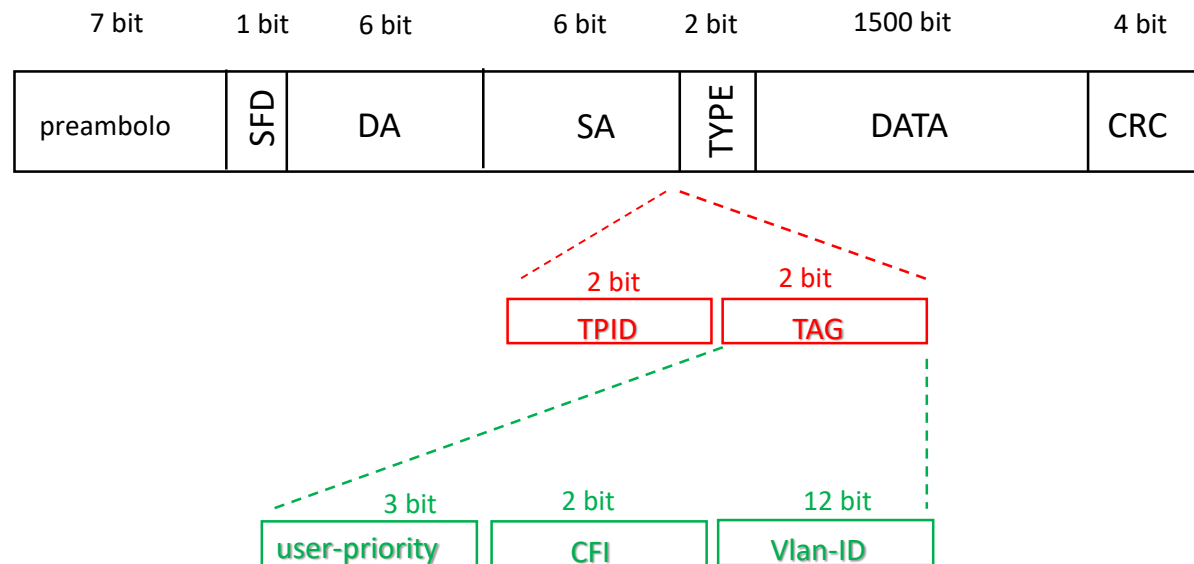 7 bit 1 bit 6 bit 6 bit 2 bit 1500 bit 4 bit
preambolo SFD DA SA TYPE DATA CRC
2 bit 2 bit
TPID TAG
3 bit 2 bit 12 bit
user-priority CFI Vlan-ID